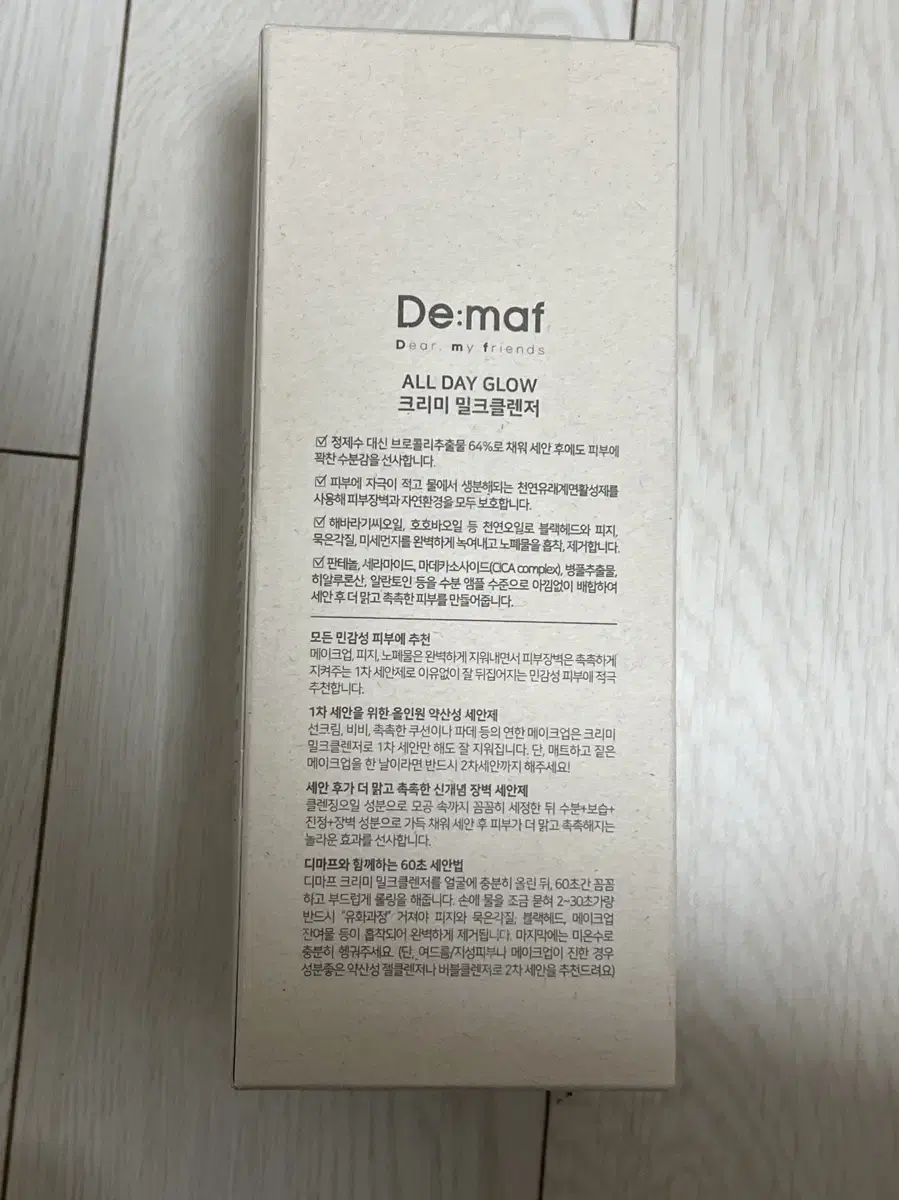 De:maf
Dear, my friends
ALL DAY GLOW
크리미 밀크클렌저
☑ 정제수 대신 브로콜리추출물 64%로 채워 세안 후에도 피부에
꽉찬 수분감을 선사합니다.
☑ 피부에 자극이 적고 물에서 생분해되는 천연유래계면활성제를
사용해 피부장벽과 자연환경을 모두 보호합니다.
☑ 해바라기씨오일, 호호바오일 등 천연오일로 블랙헤드와 피지,
묵은각질, 미세먼지를 완벽하게 녹여내고 노폐물을 흡착, 제거합니다.
☑ 판테놀, 세라마이드, 마데카소사이드(CICA complex), 병풀추출물,
히알루론산, 알란토인 등을 수분 앰플 수준으로 아낌없이 배합하여
세안 후 더 맑고 촉촉한 피부를 만들어줍니다.
모든 민감성 피부에 추천
메이크업, 피지, 노폐물은 완벽하게 지워내면서 피부장벽은 촉촉하게
지켜주는 1차 세안제로 이유없이 잘 뒤집어지는 민감성 피부에 적극
추천합니다.
1차 세안을 위한 올인원 약산성 세안제
선크림, 비비, 촉촉한 쿠션이나 파데 등의 연한 메이크업은 크리미
밀크클렌저로 1차 세안만 해도 잘 지워집니다. 단, 매트하고 짙은
메이크업을 한 날이라면 반드시 2차세안까지 해주세요!
세안 후가 더 맑고 촉촉한 신개념 장벽 세안제
클렌징오일 성분으로 모공 속까지 꼼꼼히 세정한 뒤 수분+보습+
진정+장벽 성분으로 가득 채워 세안 후 피부가 더 맑고 촉촉해지는
놀라운 효과를 선사합니다.
디마프와 함께하는 60초 세안법
디마프 크리미 밀크클렌저를 얼굴에 충분히 올린 뒤, 60초간 꼼꼼
하고 부드럽게 롤링을 해줍니다. 손에 물을 조금 묻혀 2~30초가량
반드시 "유화과정" 거쳐야 피지와 묵은각질, 블랙헤드, 메이크업
잔여물 등이 흡착되어 완벽하게 제거됩니다. 마지막에는 미온수로
충분히 헹궈주세요. (단, 여드름/지성피부나 메이크업이 진한 경우
성분좋은 약산성 젤클렌저나 버블클렌저로 2차 세안을 추천드려요)